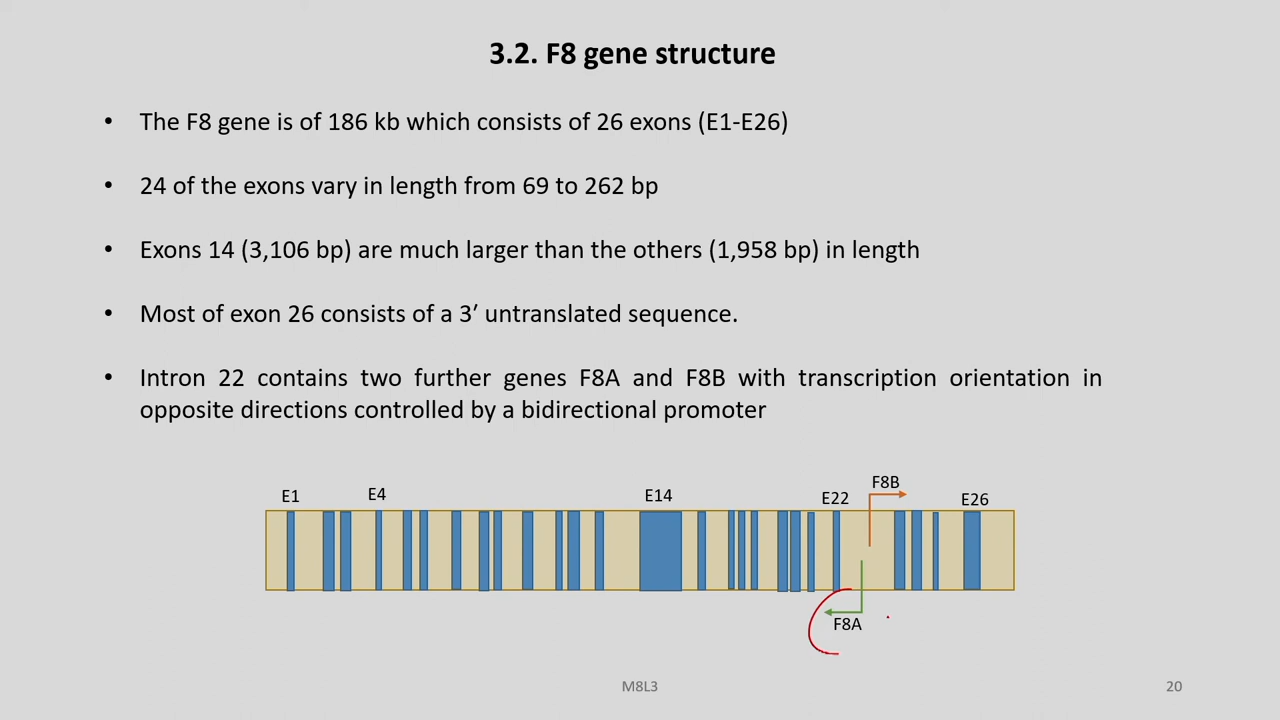 3.2. F8 gene structure
• The F8 gene is of 186 kb which consists of 26 exons (E1-E26)
• 24 of the exons vary in length from 69 to 262 bp
• Exons 14 (3,106 bp) are much larger than the others (1,958 bp) in length
• Most of exon 26 consists of a 3′ untranslated sequence.
• Intron 22 contains two further genes F8A and F8B with transcription orientation in
opposite directions controlled by a bidirectional promoter
E1 E4 E14 E22 F8B E26
F8A
M8L3 20